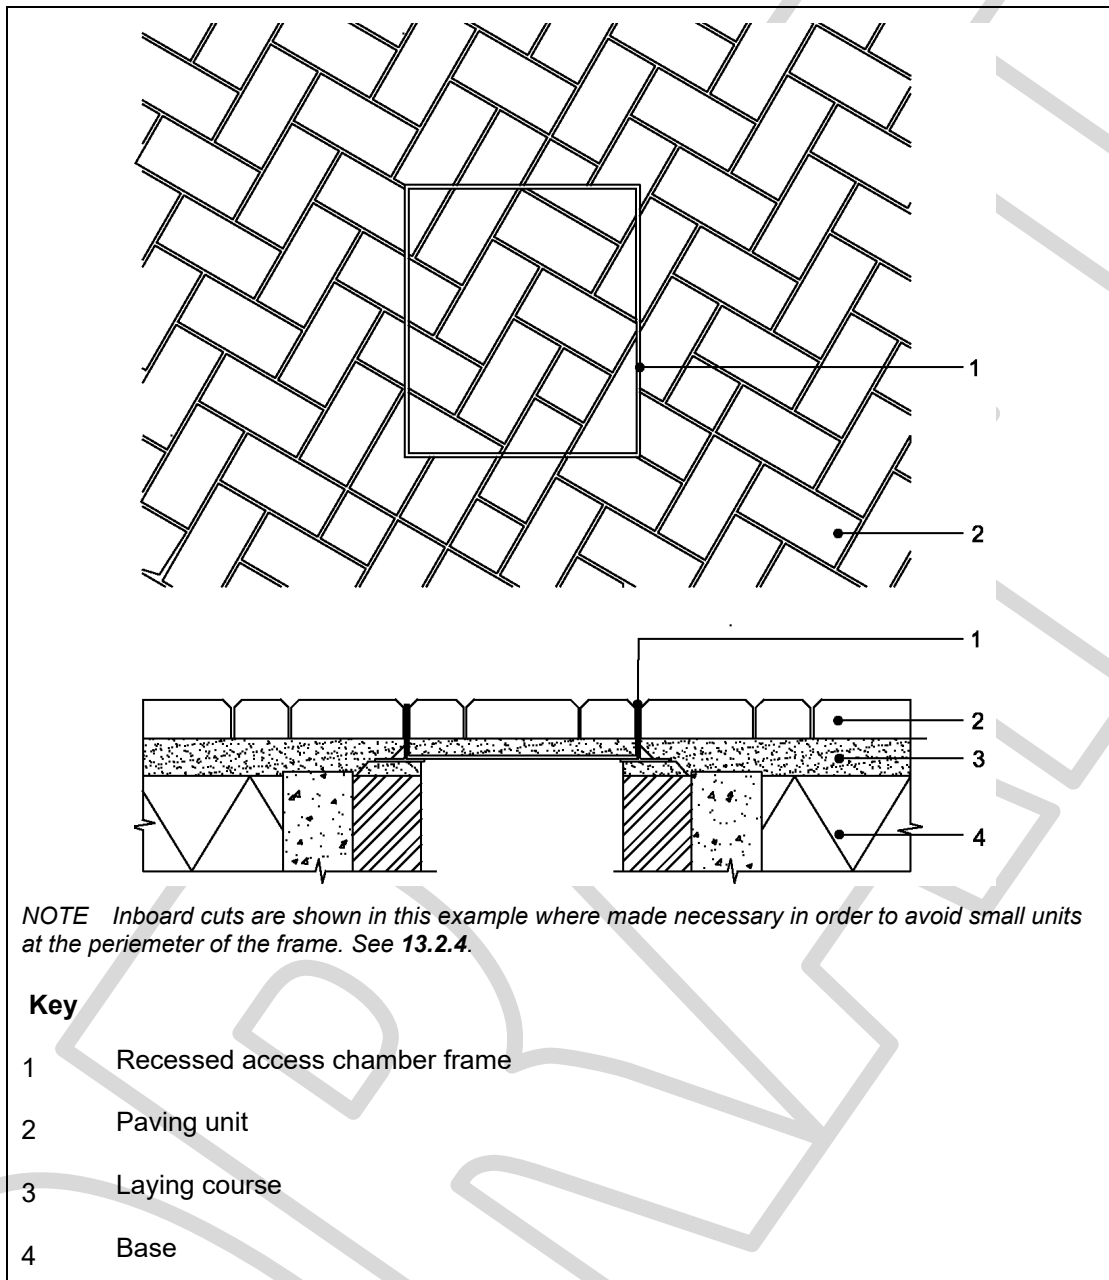 1
2
1
2
3
4
NOTE Inboard cuts are shown in this example where made necessary in order to avoid small units
at the periemeter of the frame. See 13.2.4.
Key
1 Recessed access chamber frame
2 Paving unit
3 Laying course
4 Base